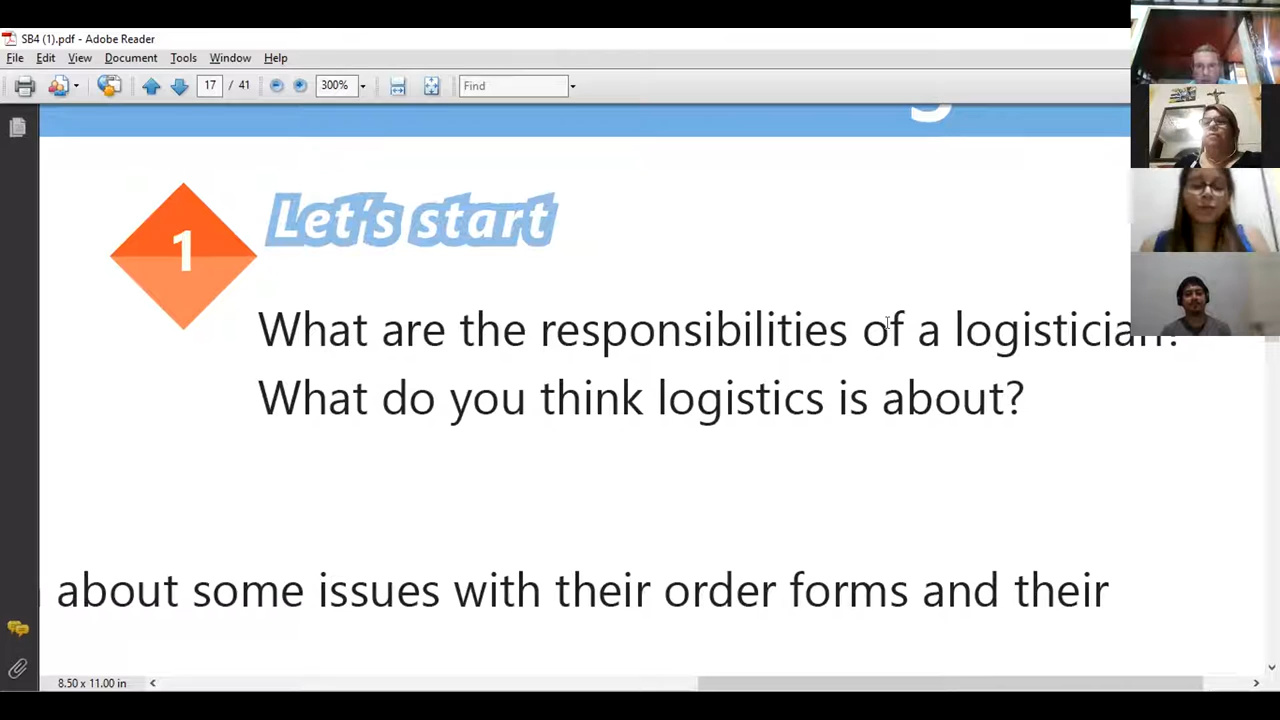 SB4 (1).pdf - Adobe Reader
File Edit View Document Tools Window Help
17 / 41 300% Find
1
Let's start
What are the responsibilities of a logistician?
What do you think logistics is about?
about some issues with their order forms and their
8.50 x 11.00 in